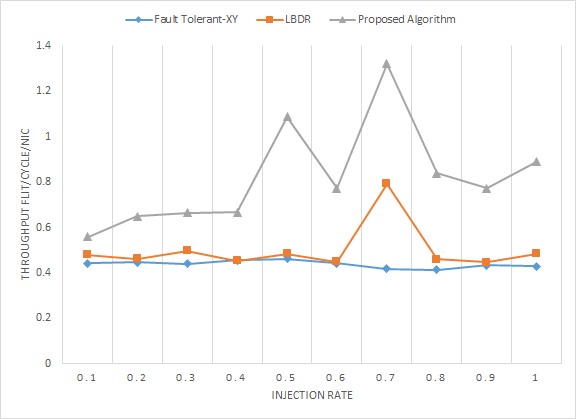 Fault Tolerant-XY LBDR Proposed Algorithm
1.4
1.2
1
0.8
0.6
0.4
0.2
0
THROUGHPUT FLIT/CYCLE/NIC
0.1 0.2 0.3 0.4 0.5 0.6 0.7 0.8 0.9 1
INJECTION RATE